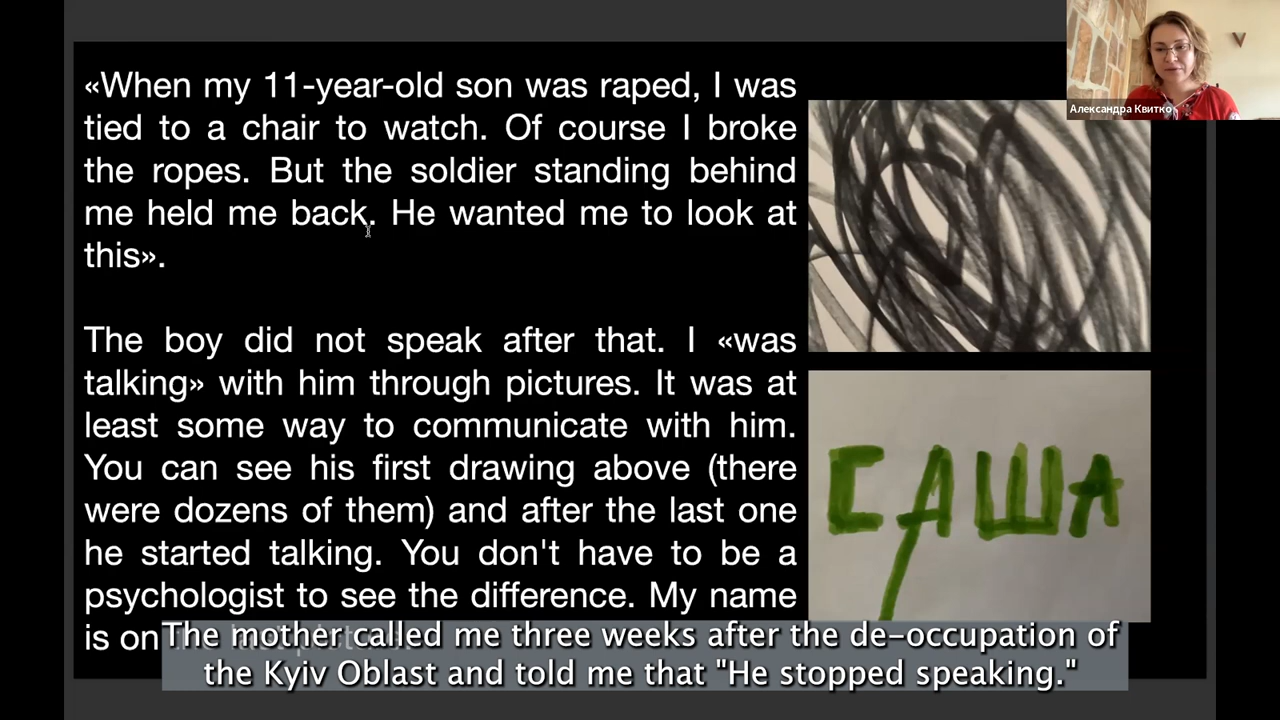 «When my 11-year-old son was raped, I was
tied to a chair to watch. Of course I broke
the ropes. But the soldier standing behind
me held me back. He wanted me to look at
this».
The boy did not speak after that. I «was
talking» with him through pictures. It was at
least some way to communicate with him.
You can see his first drawing above (there
were dozens of them) and after the last one
he started talking. You don't have to be a
psychologist to see the difference. My name
is on
Александра Квитко
САША
The mother called me three weeks after the de-occupation of
the Kyiv Oblast and told me that "He stopped speaking."